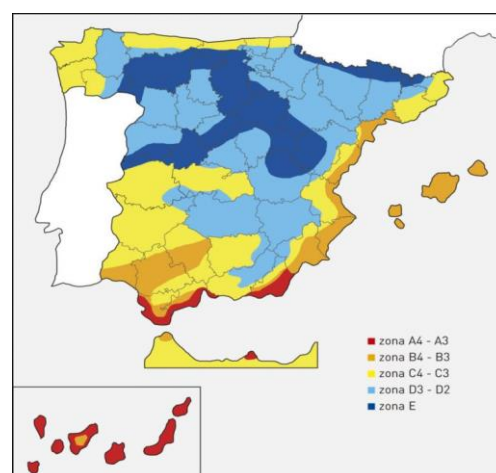 zona A4 - A3
zona B4 - B3
zona C4 - C3
zona D3 - D2
zona E